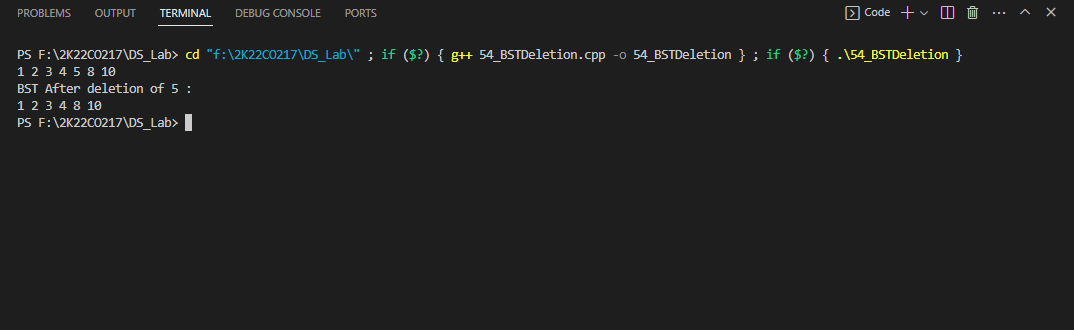 PROBLEMS OUTPUT TERMINAL DEBUG CONSOLE PORTS Code
PS F:\2K22CO217\DS_Lab> cd "f:\2K22CO217\DS_Lab\" ; if ($?) { g++ 54_BSTDeletion.cpp -o 54_BSTDeletion } ; if ($?) { .\54_BSTDeletion }
1 2 3 4 5 8 10
BST After deletion of 5 :
1 2 3 4 8 10
PS F:\2K22CO217\DS_Lab>